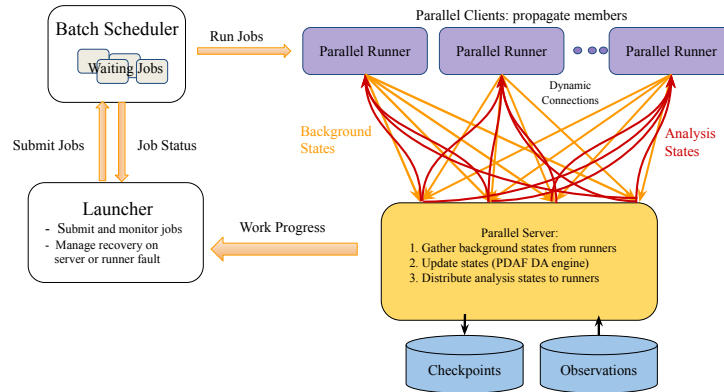 Batch Scheduler
Waiting Jobs
Run Jobs
Parallel Clients: propagate members
Parallel Runner
Parallel Runner
Parallel Runner
Dynamic
Connections
Submit Jobs
Job Status
Background
States
Analysis
States
Launcher
- Submit and monitor jobs
- Manage recovery on
server or runner fault
Work Progress
Parallel Server:
1. Gather background states from runners
2. Update states (PDAF DA engine)
3. Distribute analysis states to runners
Checkpoints
Observations